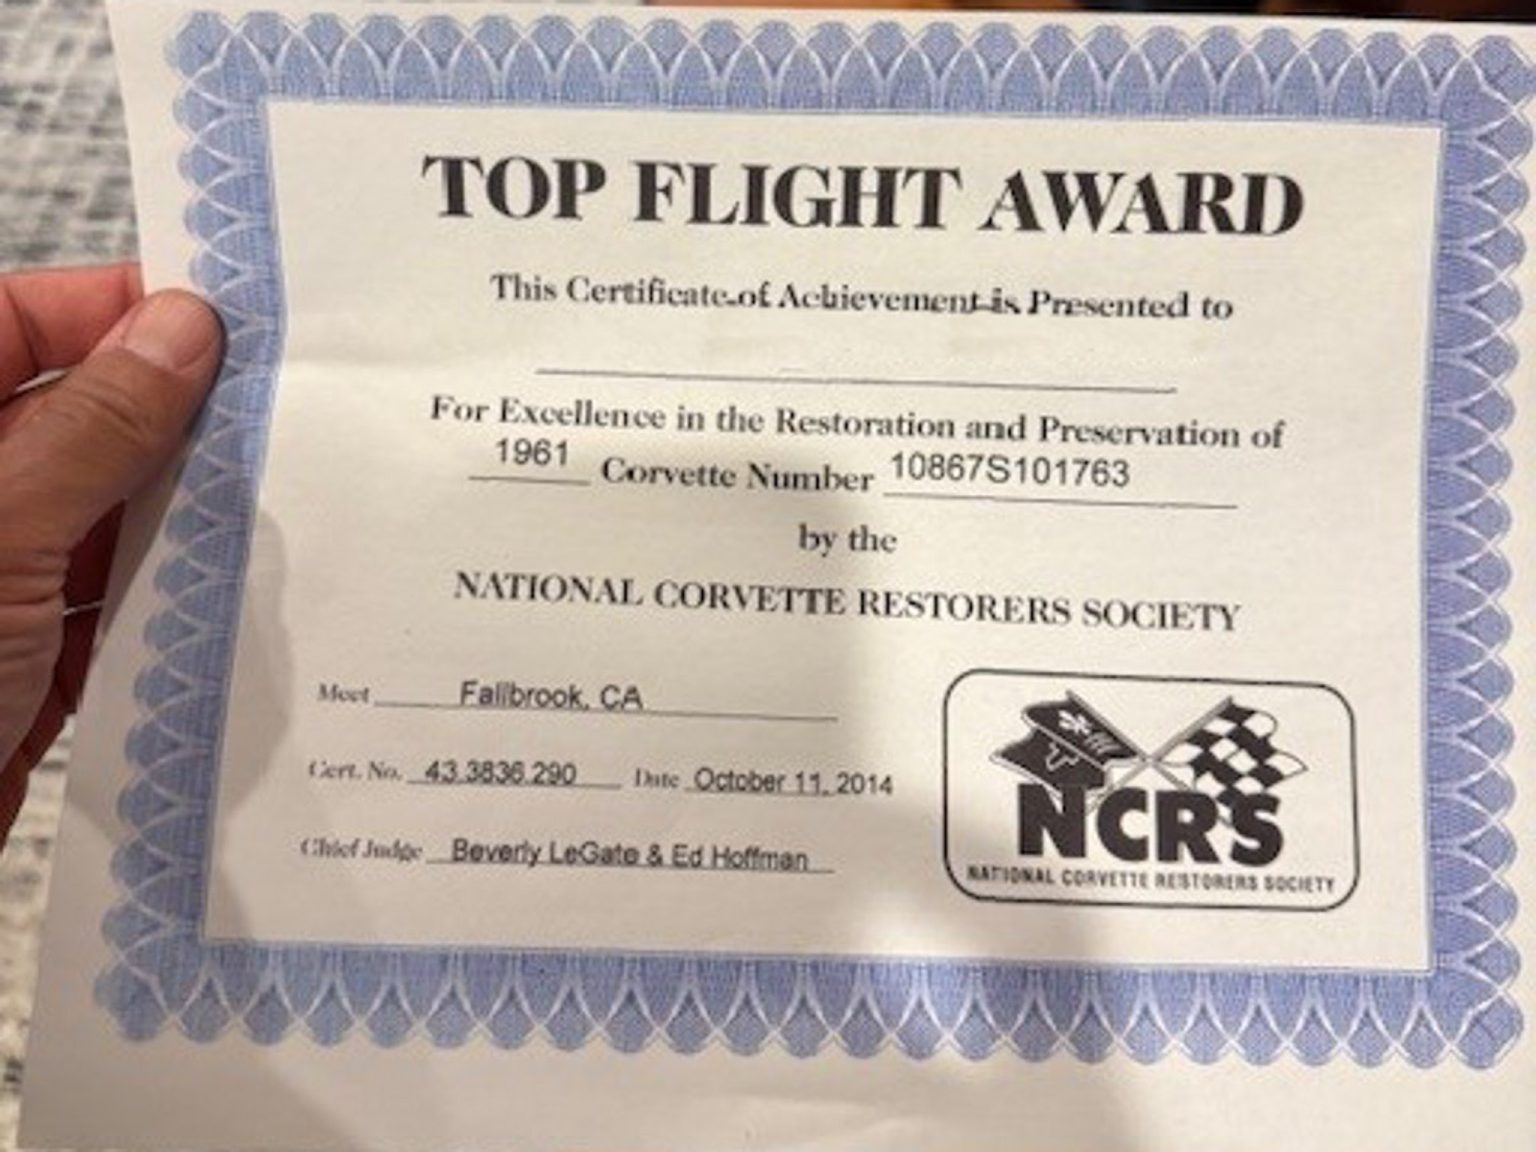 TOP FLIGHT AWARD
This Certificate of Achievement is Presented to
For Excellence in the Restoration and Preservation of
1961 Corvette Number 10867S101763
by the
NATIONAL CORVETTE RESTORERS SOCIETY
Meet Fallbrook, CA
Cert. No. 43.3836.290 Date October 11, 2014
Chief Judge Beverly LeGate & Ed Hoffman
NCRS
NATIONAL CORVETTE RESTORERS SOCIETY